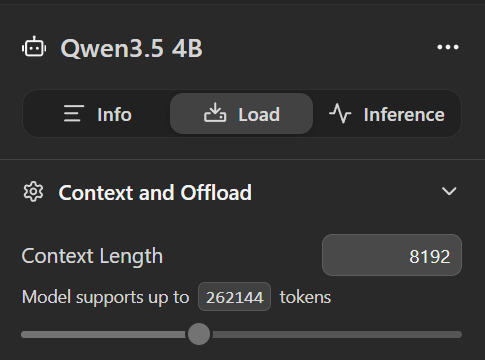 Qwen3.5 4B
Info Load Inference
Context and Offload
Context Length 8192
Model supports up to 262144 tokens